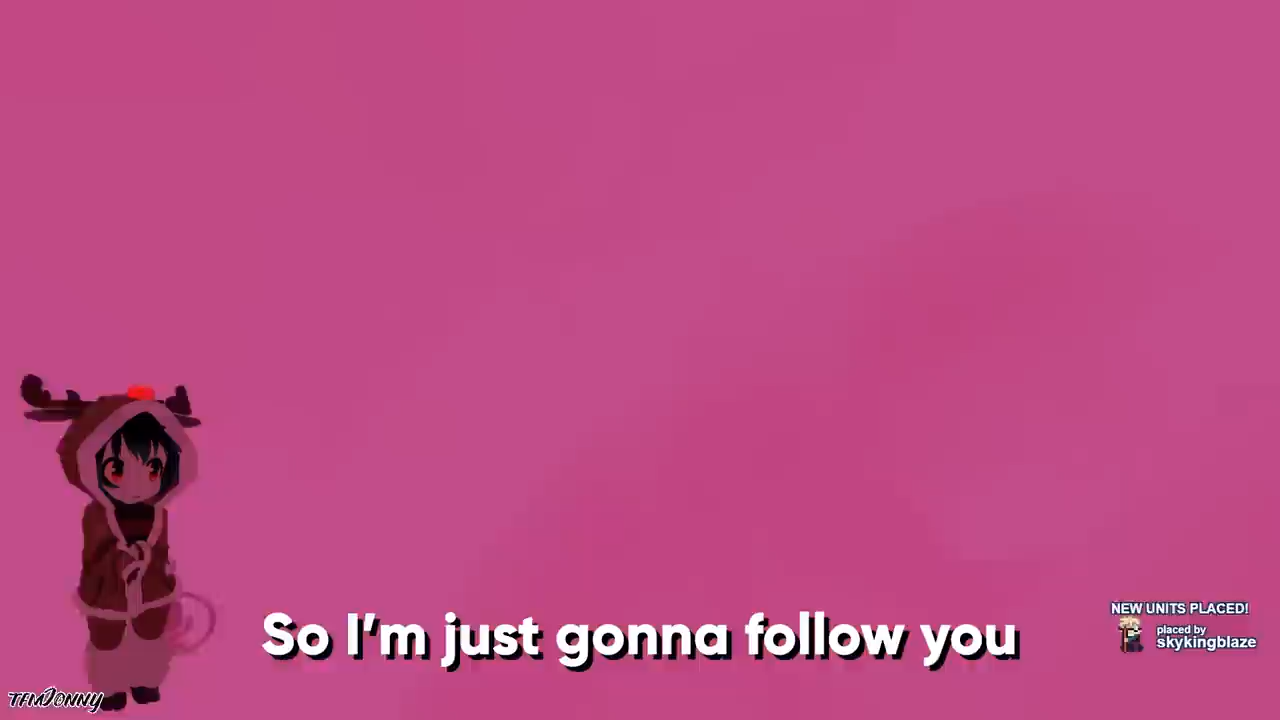 So I'm just gonna follow you
NEW UNITS PLACED!
placed by
skykingblaze
TFMJONNY